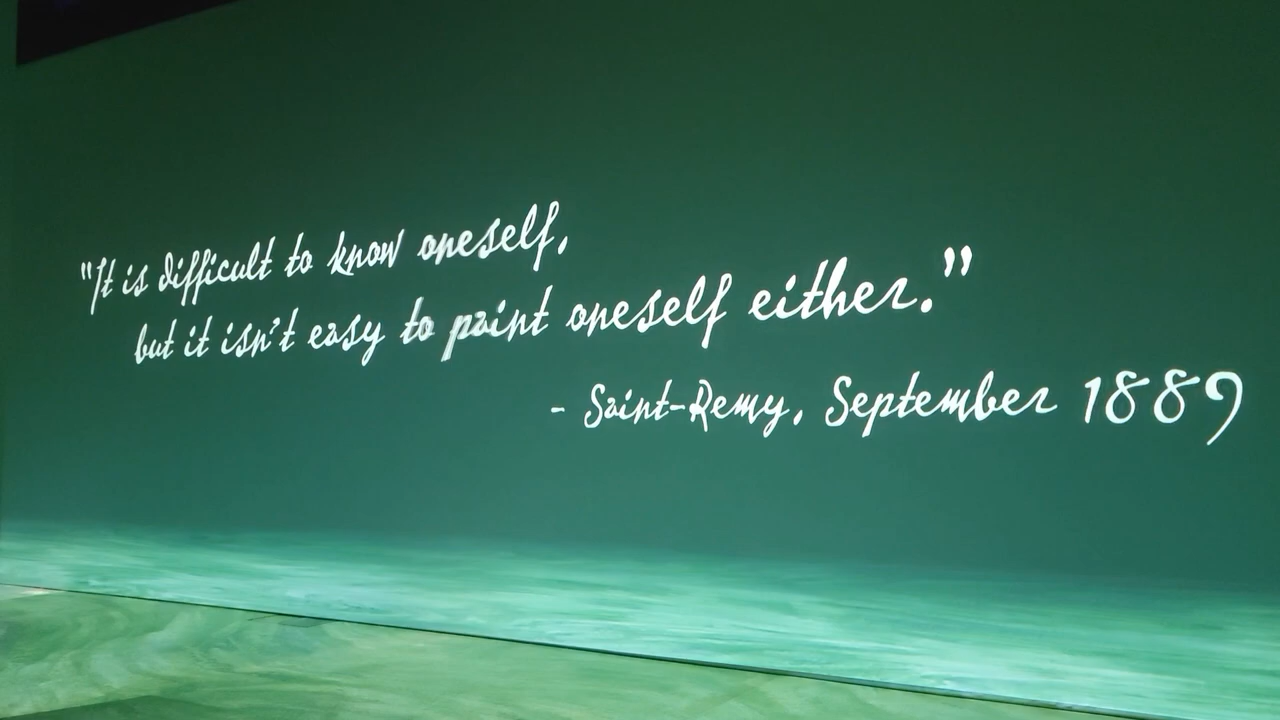 "It is difficult to know oneself,
but it isn't easy to paint oneself either."
- Saint-Remy, September 1889